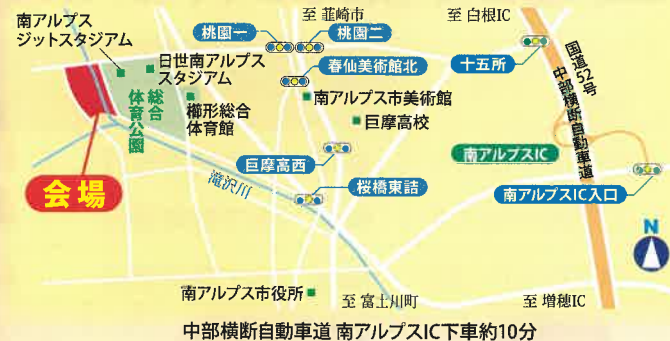 至 韮崎市
至 白根IC
南アルプス
ジットスタジアム
桃園一
桃園二
日世南アルプス
スタジアム
春仙美術館北
十五所
国道52号
中部横断自動車道
総合
体育公園
櫛形総合
体育館
南アルプス市美術館
巨摩高校
巨摩高西
南アルプスIC
会場
滝沢川
桜橋東詰
南アルプスIC入口
N
南アルプス市役所
至 富士川町
至 増穂IC
中部横断自動車道 南アルプスIC下車約10分